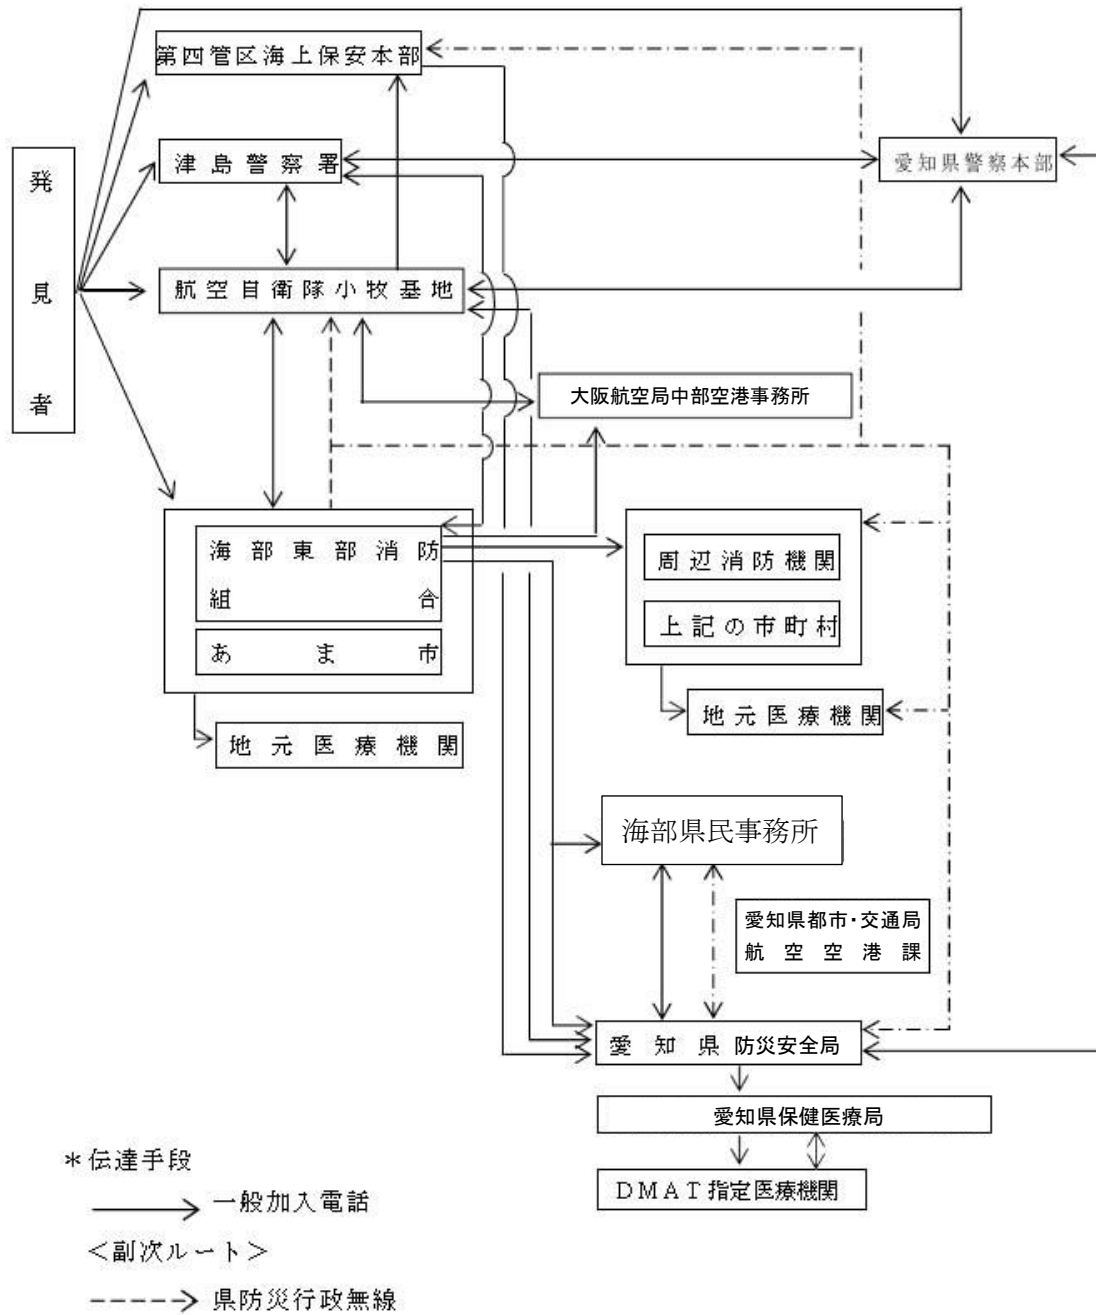 第四管区海上保安本部
津島警察署
愛知県警察本部
発見者
航空自衛隊小牧基地
大阪航空局中部空港事務所
海部東部消防
組合
あま市
周辺消防機関
上記の市町村
地元医療機関
地元医療機関
海部県民事務所
愛知県都市・交通局
航空空港課
愛知県防災安全局
愛知県保健医療局
DMAT指定医療機関
*伝達手段
一般加入電話
<副次ルート>
県防災行政無線